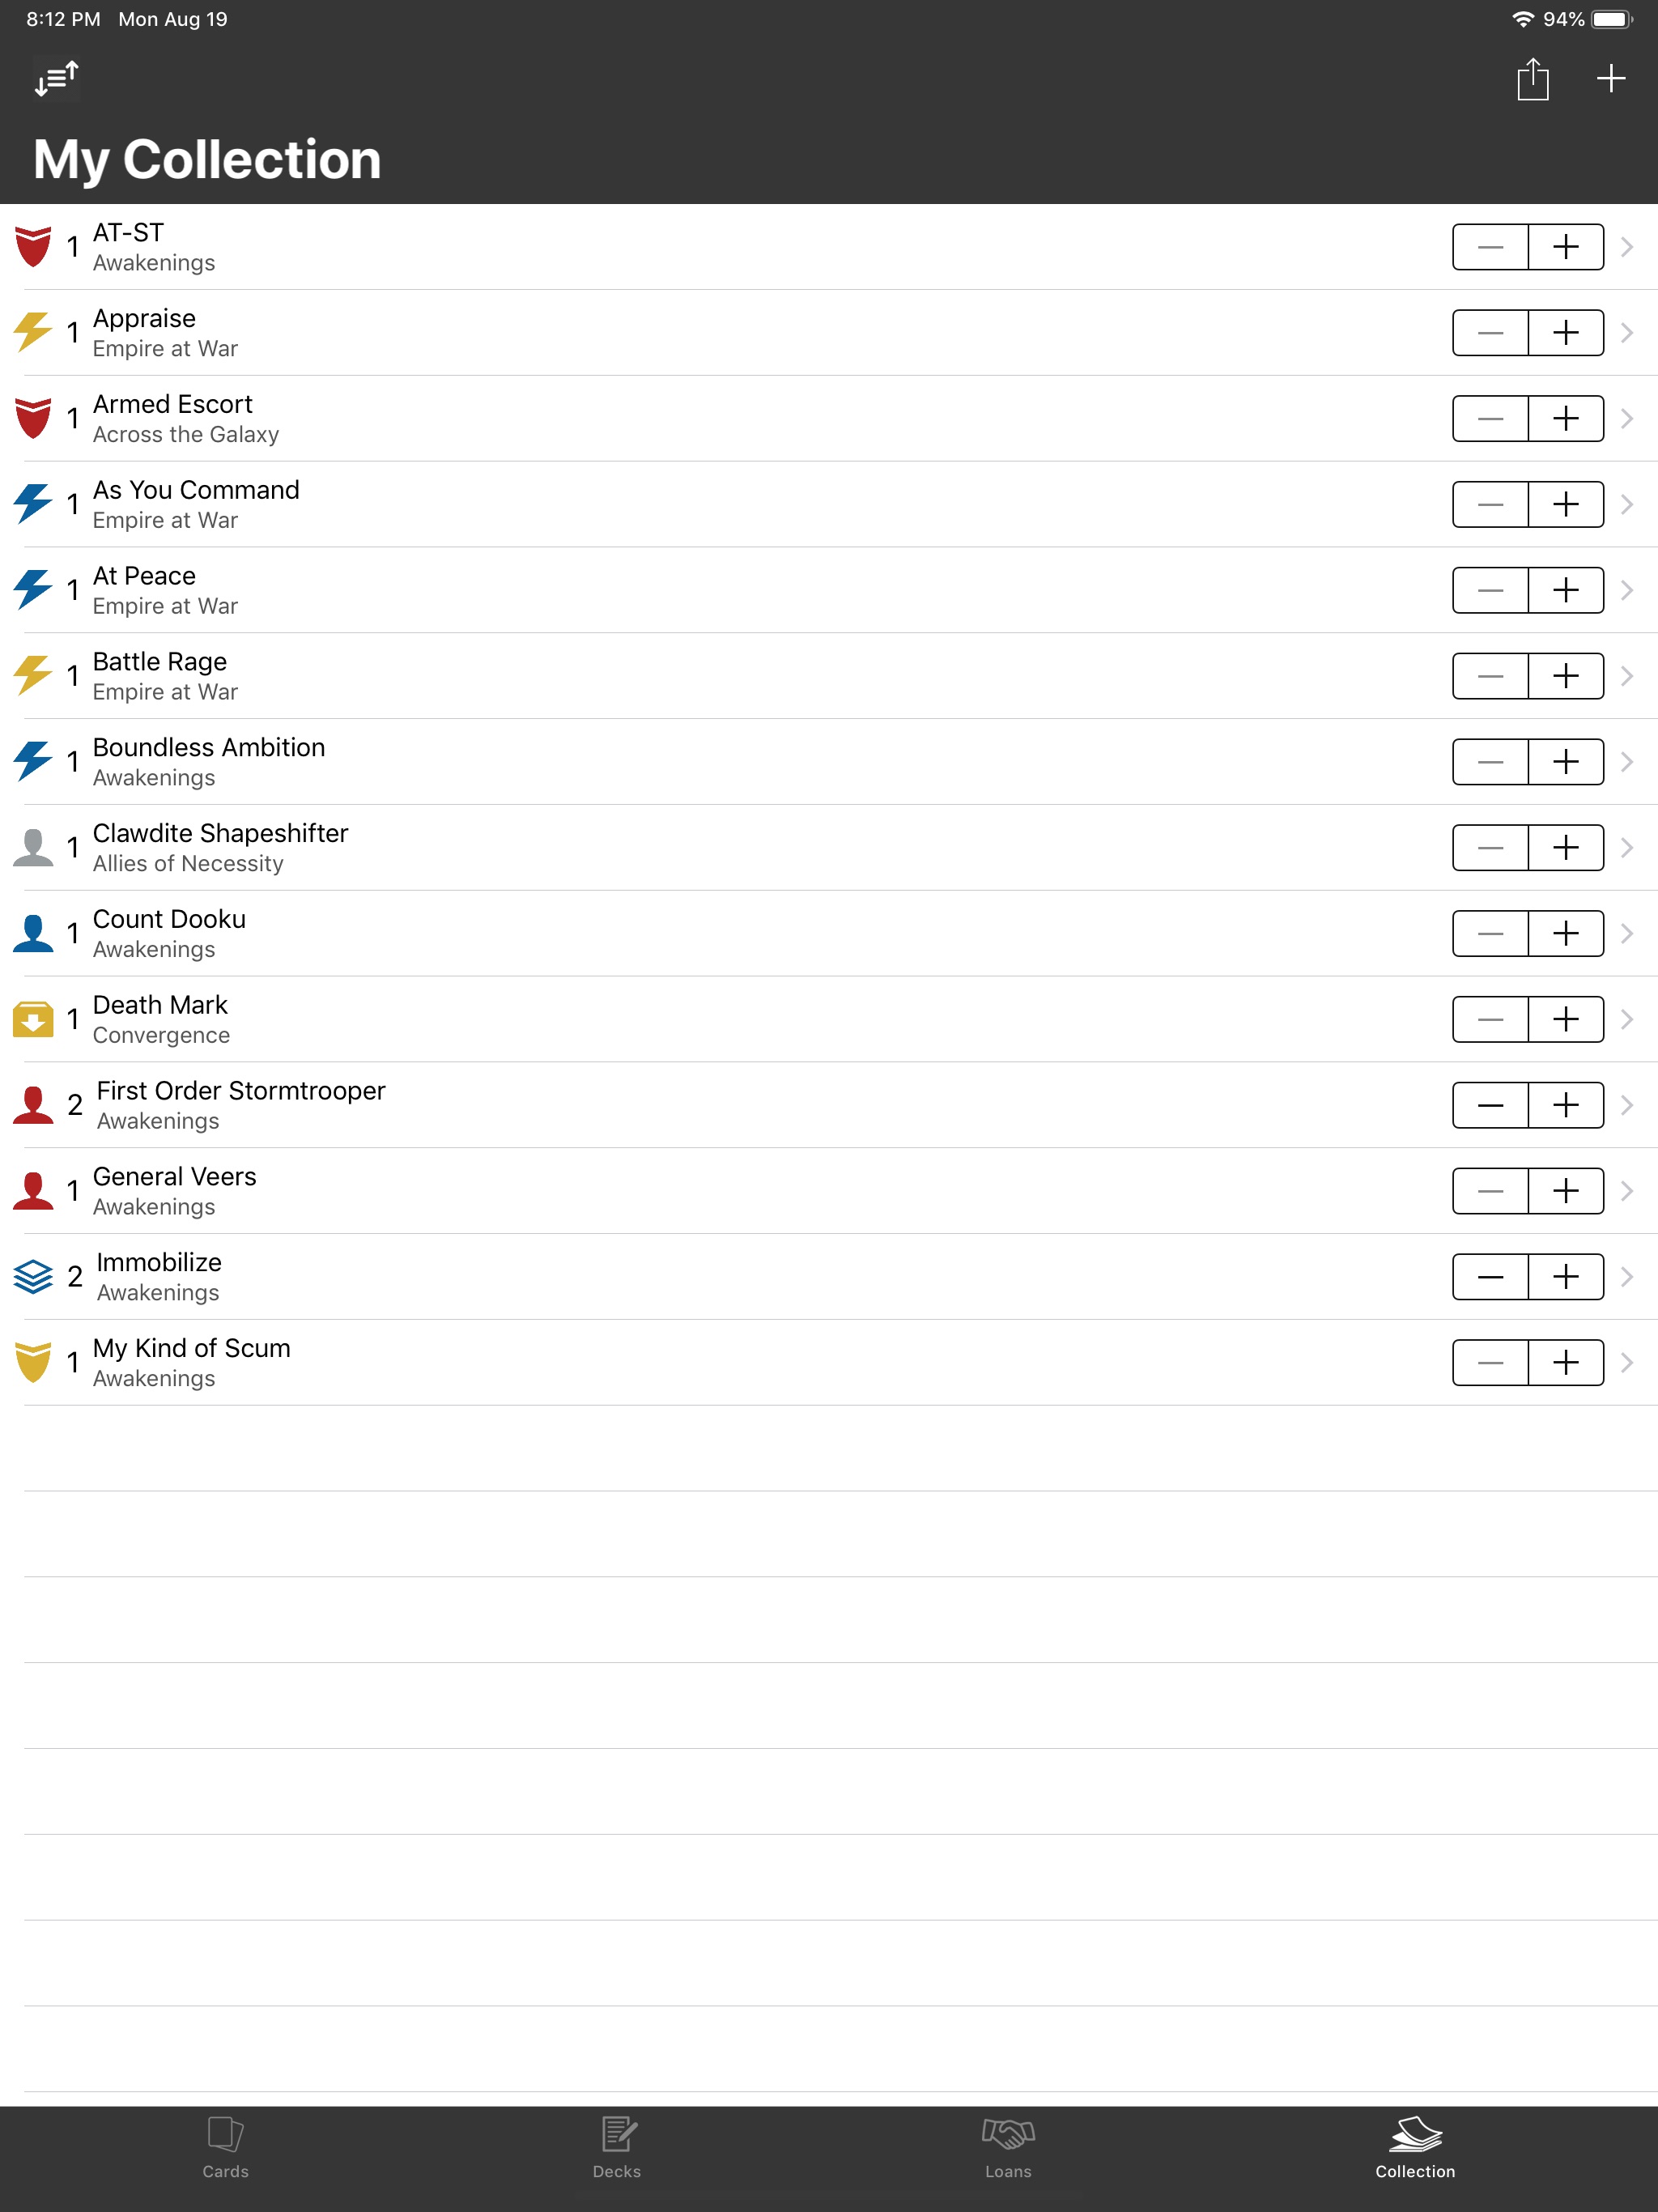 8:12 PM Mon Aug 19 94%
My Collection
1 AT-ST
Awakenings
1 Appraise
Empire at War
1 Armed Escort
Across the Galaxy
1 As You Command
Empire at War
1 At Peace
Empire at War
1 Battle Rage
Empire at War
1 Boundless Ambition
Awakenings
1 Clawdite Shapeshifter
Allies of Necessity
1 Count Dooku
Awakenings
1 Death Mark
Convergence
2 First Order Stormtrooper
Awakenings
1 General Veers
Awakenings
2 Immobilize
Awakenings
1 My Kind of Scum
Awakenings
Cards Decks Loans Collection